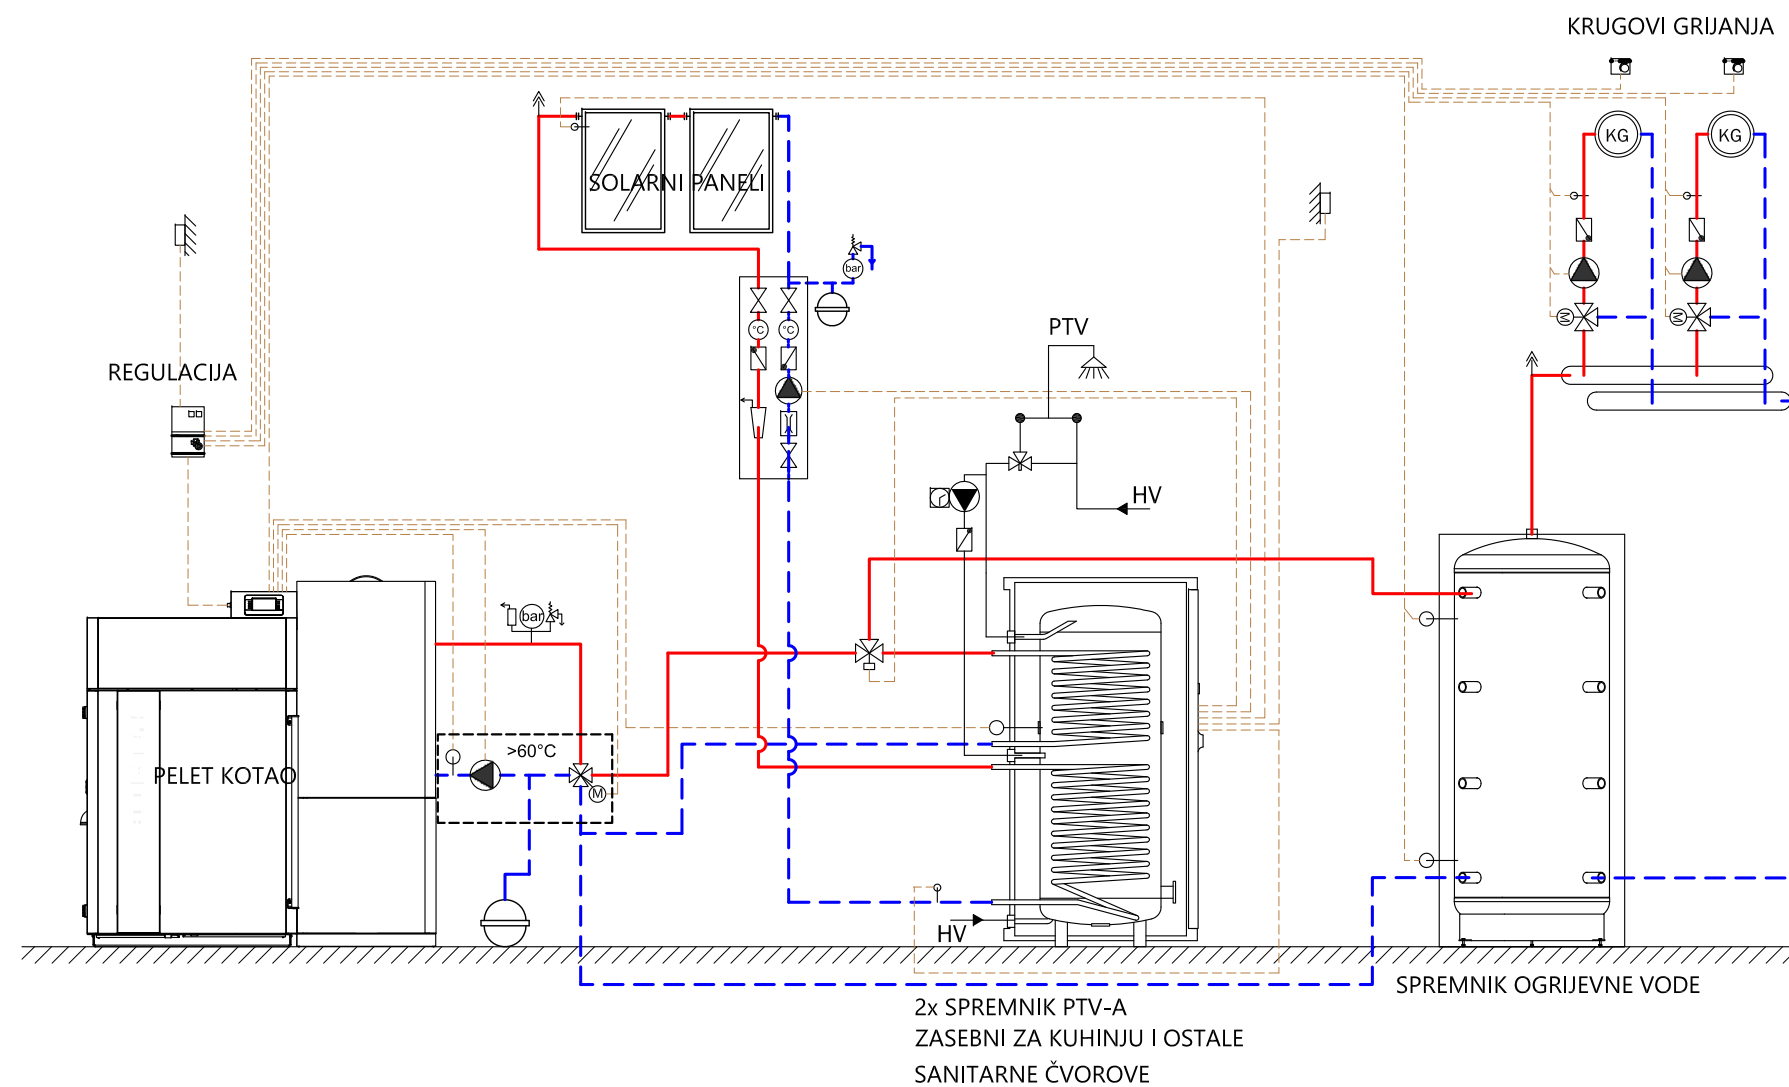 KRUGOVI GRIJANJA
KG
KG
SOLARNI PANELI
bar
°C
°C
M
M
PTV
REGULACIJA
HV
bar
>60°C
M
PELET KOTAO
HV
SPREMNIK OGRIJEVNE VODE
2x SPREMNIK PTV-A
ZASEBNI ZA KUHINJU I OSTALE
SANITARNE ČVOROVE